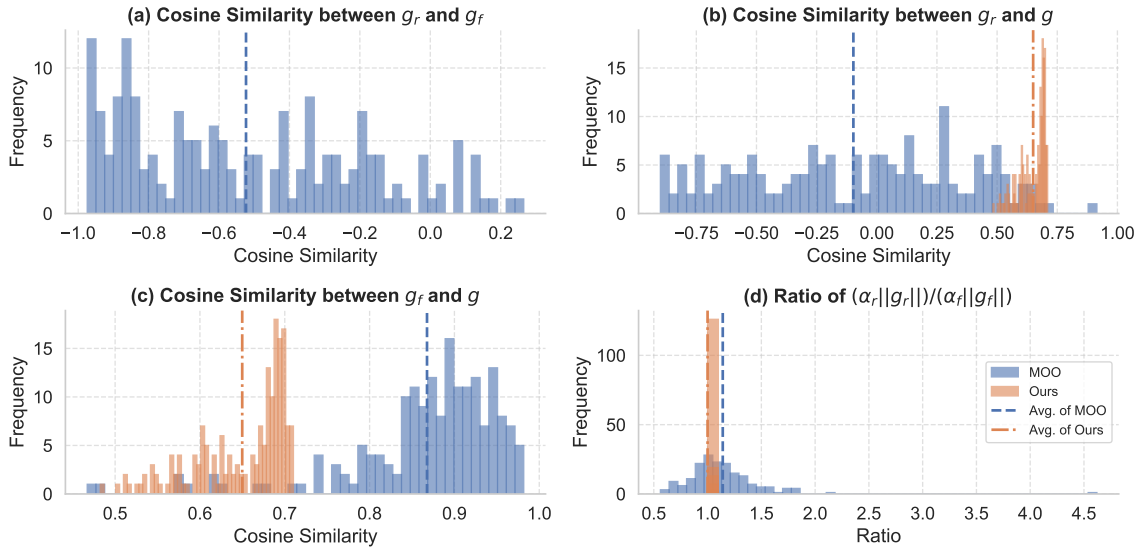 (a) Cosine Similarity between g_r and g_f
Frequency
10
5
0
−1.0 −0.8 −0.6 −0.4 −0.2 0.0 0.2
Cosine Similarity
(b) Cosine Similarity between g_r and g
Frequency
15
10
5
0
−0.75 −0.50 −0.25 0.00 0.25 0.50 0.75 1.00
Cosine Similarity
(c) Cosine Similarity between g_f and g
Frequency
15
10
5
0
0.5 0.6 0.7 0.8 0.9 1.0
Cosine Similarity
(d) Ratio of (α_r||g_r||)/(α_f||g_f||)
Frequency
100
50
0
0.5 1.0 1.5 2.0 2.5 3.0 3.5 4.0 4.5
Ratio
MOO
Ours
Avg. of MOO
Avg. of Ours